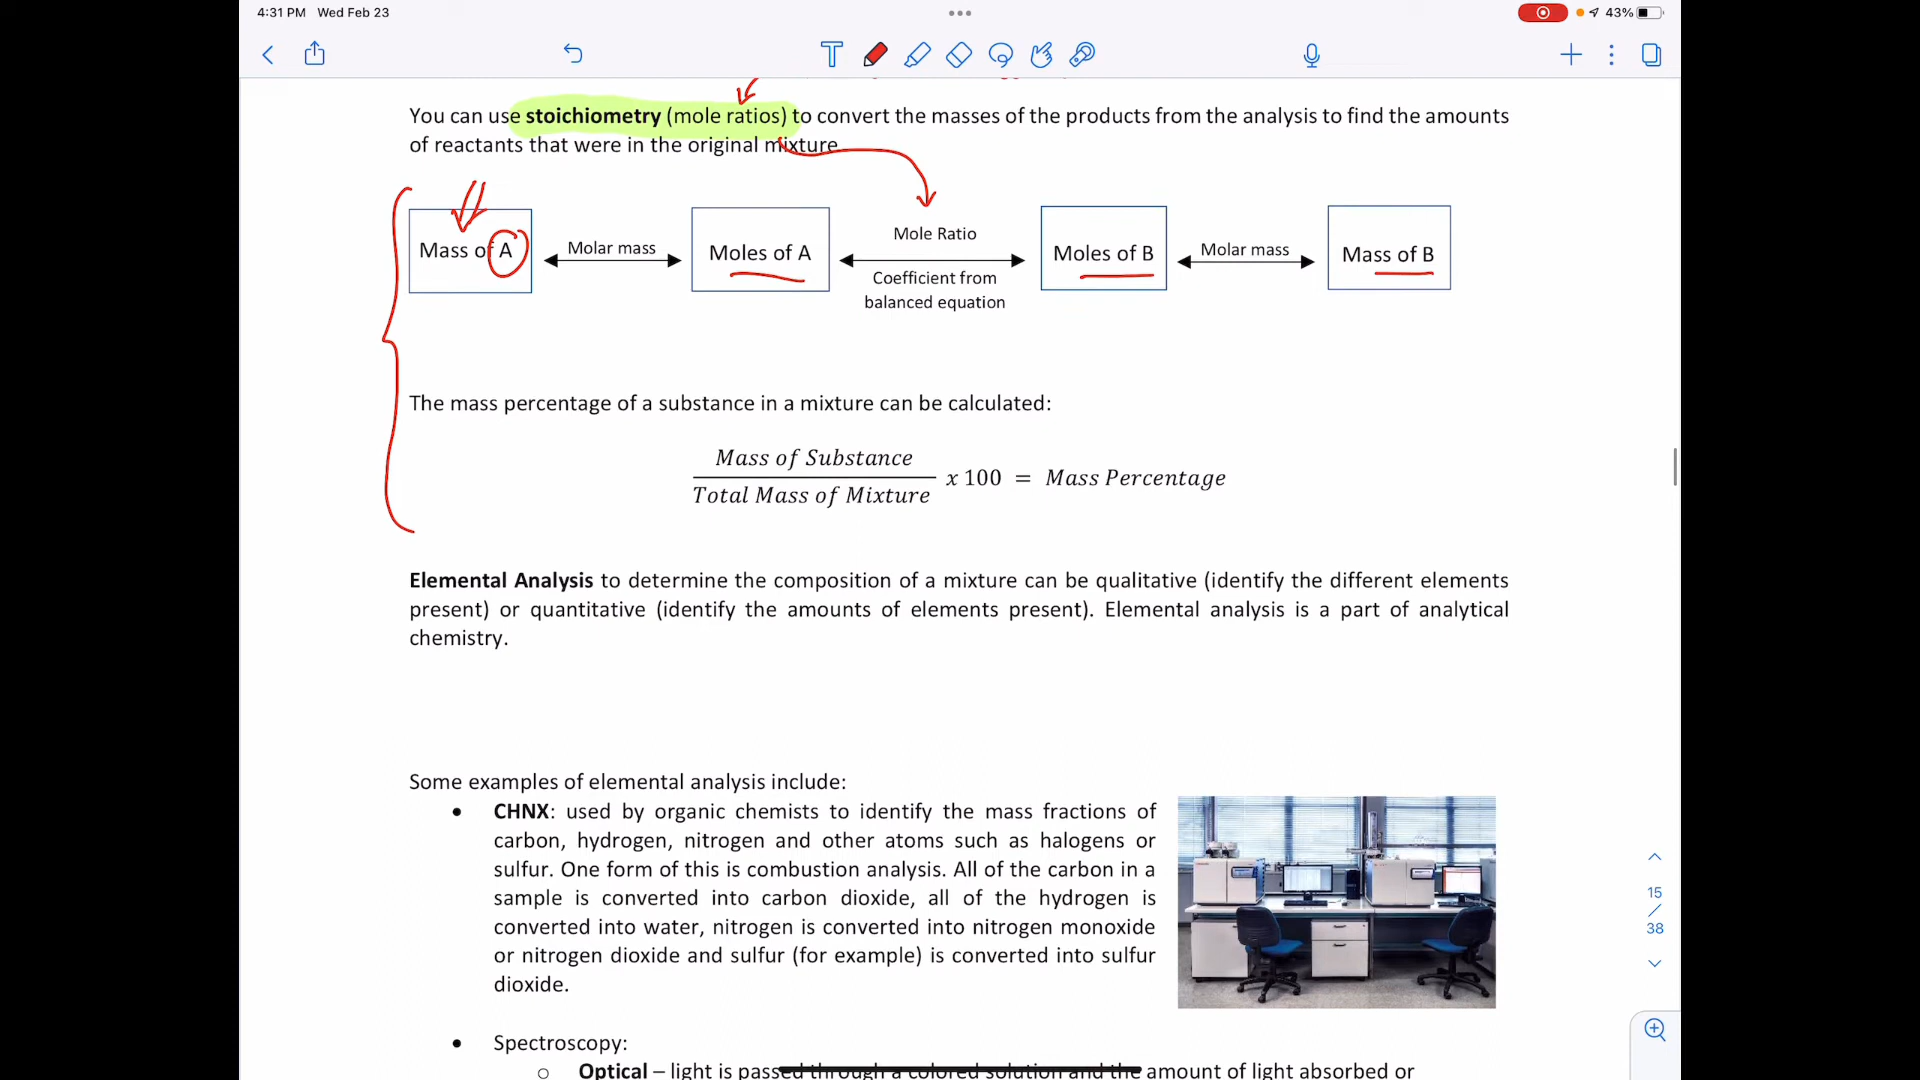 4:31 PM Wed Feb 23
43%
You can use stoichiometry (mole ratios) to convert the masses of the products from the analysis to find the amounts
of reactants that were in the original mixture
Mass of A
Molar mass
Moles of A
Mole Ratio
Coefficient from
balanced equation
Moles of B
Molar mass
Mass of B
The mass percentage of a substance in a mixture can be calculated:
Mass of Substance
Total Mass of Mixture
x 100 = Mass Percentage
Elemental Analysis to determine the composition of a mixture can be qualitative (identify the different elements
present) or quantitative (identify the amounts of elements present). Elemental analysis is a part of analytical
chemistry.
Some examples of elemental analysis include:
• CHNX: used by organic chemists to identify the mass fractions of
carbon, hydrogen, nitrogen and other atoms such as halogens or
sulfur. One form of this is combustion analysis. All of the carbon in a
sample is converted into carbon dioxide, all of the hydrogen is
converted into water, nitrogen is converted into nitrogen monoxide
or nitrogen dioxide and sulfur (for example) is converted into sulfur
dioxide.
15
/
38
• Spectroscopy:
o Optical – light is passed through a colored solution and the amount of light absorbed or